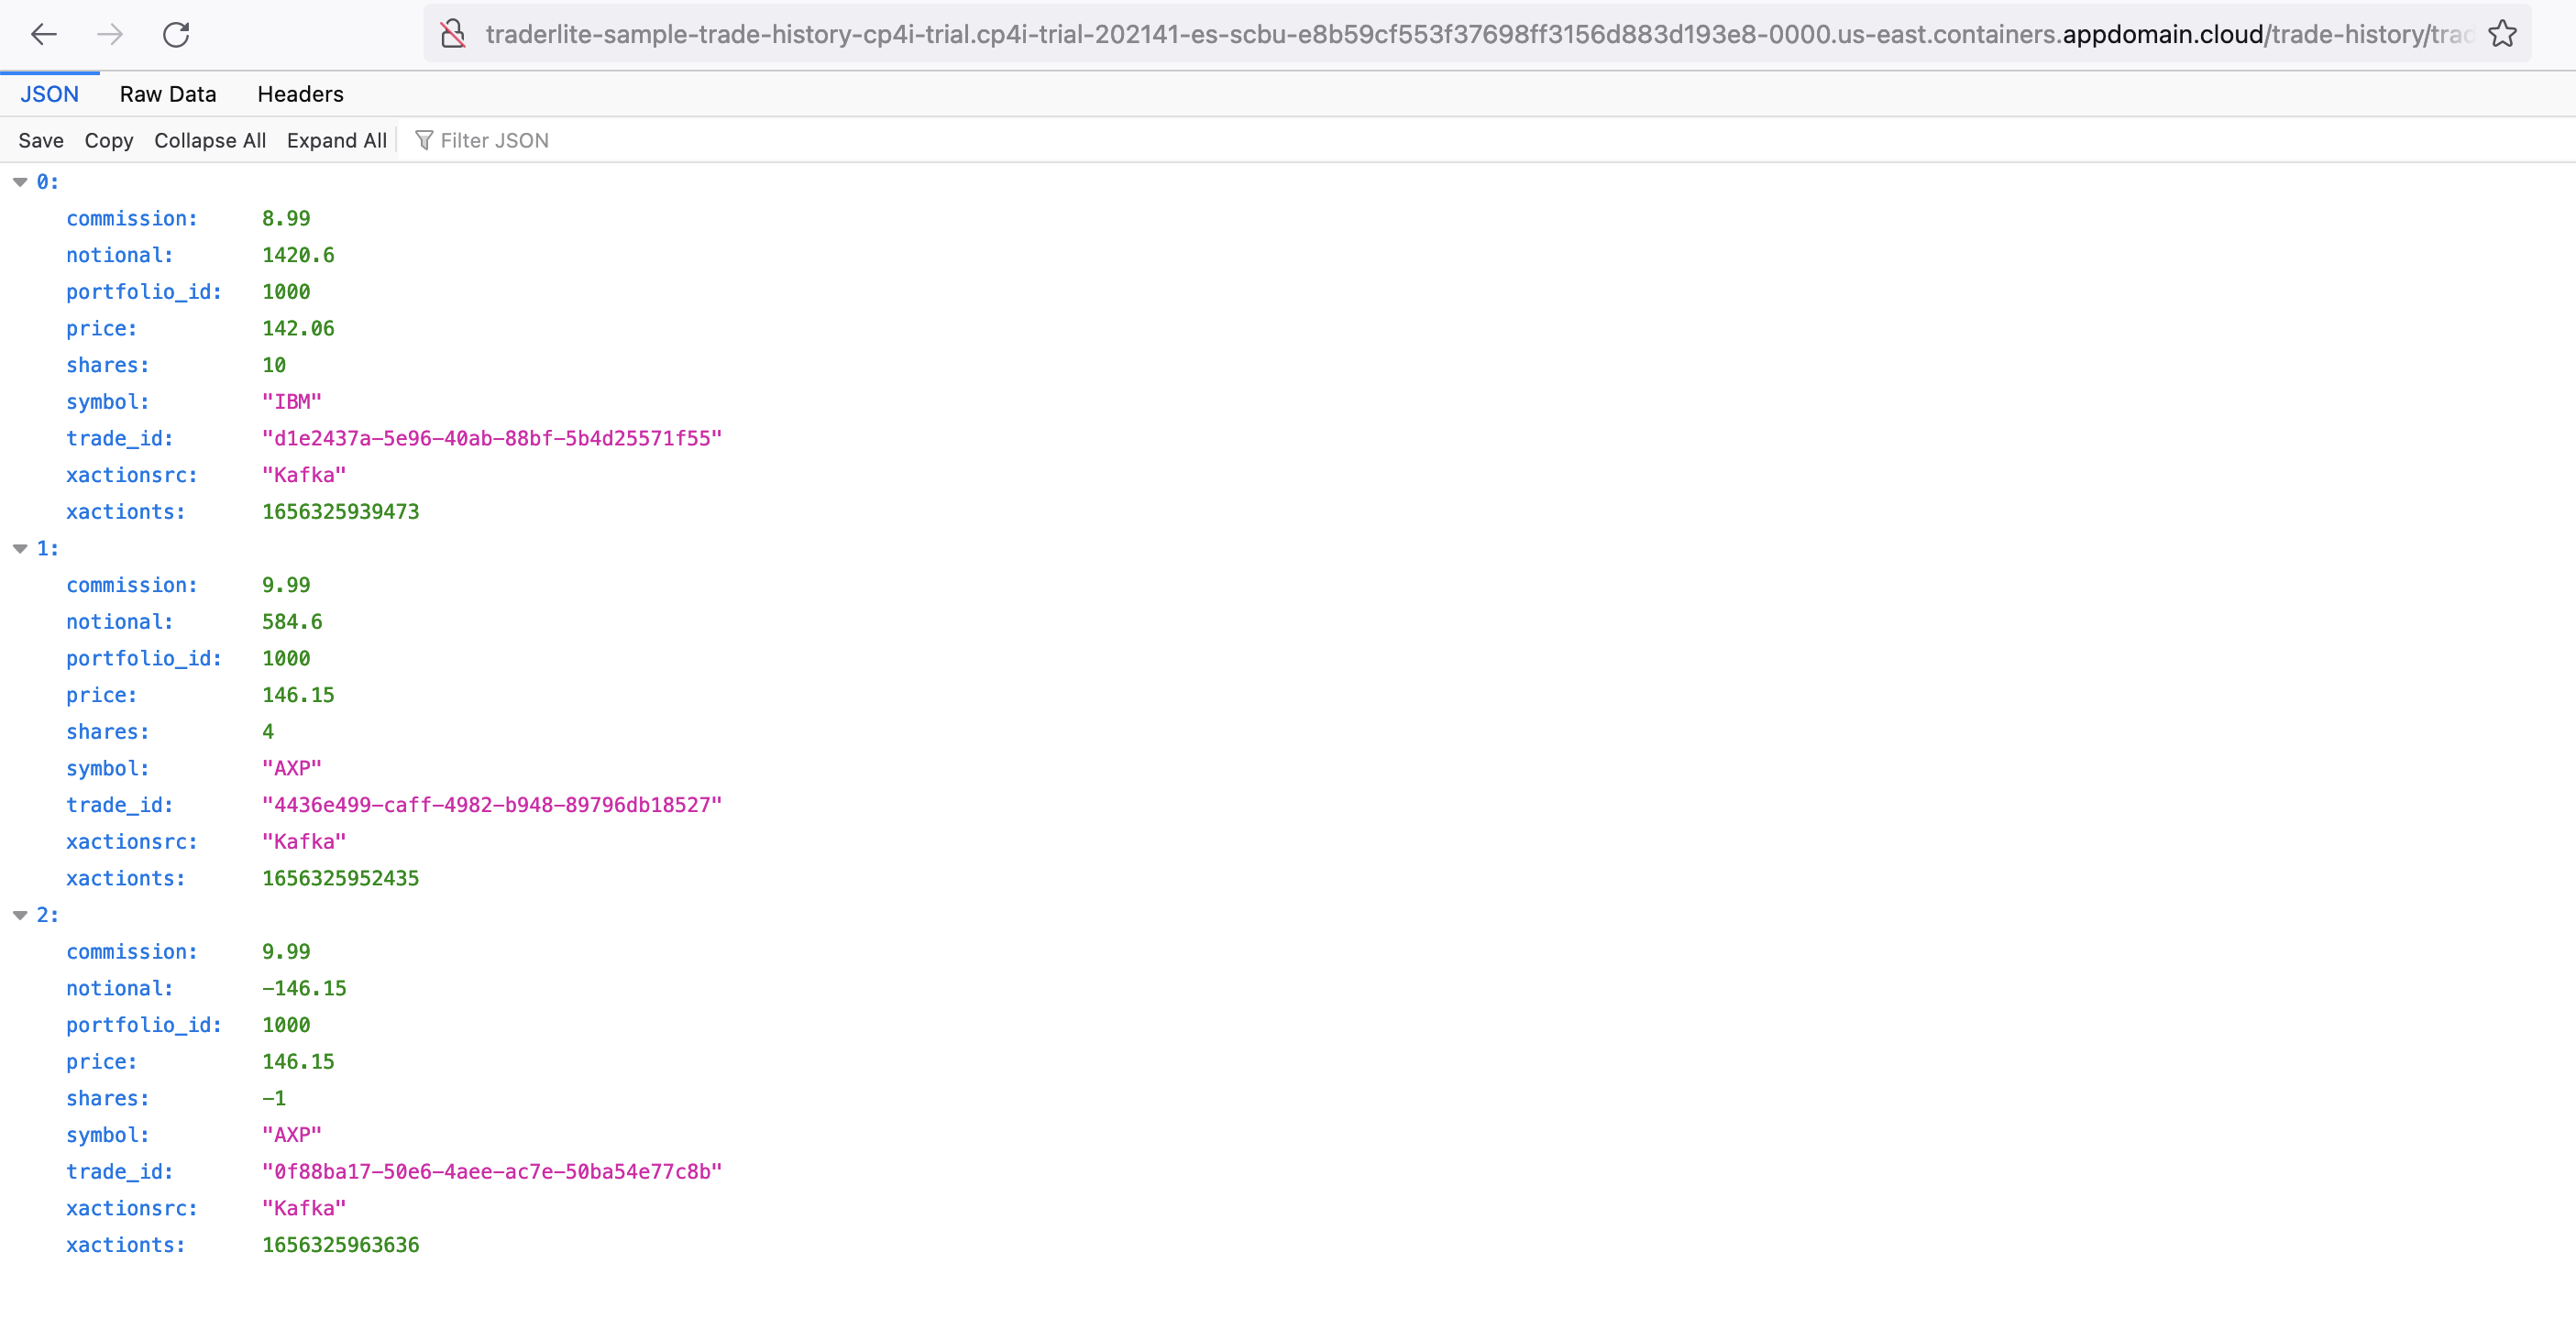 traderlite-sample-trade-history-cp4i-trial.cp4i-trial-202141-es-scbu-e8b59cf553f37698ff3156d883d193e8-0000.us-east.containers.appdomain.cloud/trade-history/trad
JSON Raw Data Headers
Save Copy Collapse All Expand All Filter JSON
0:
commission: 8.99
notional: 1420.6
portfolio_id: 1000
price: 142.06
shares: 10
symbol: "IBM"
trade_id: "d1e2437a-5e96-40ab-88bf-5b4d25571f55"
xactionsrc: "Kafka"
xactionts: 1656325939473
1:
commission: 9.99
notional: 584.6
portfolio_id: 1000
price: 146.15
shares: 4
symbol: "AXP"
trade_id: "4436e499-caff-4982-b948-89796db18527"
xactionsrc: "Kafka"
xactionts: 1656325952435
2:
commission: 9.99
notional: -146.15
portfolio_id: 1000
price: 146.15
shares: -1
symbol: "AXP"
trade_id: "0f88ba17-50e6-4aee-ac7e-50ba54e77c8b"
xactionsrc: "Kafka"
xactionts: 1656325963636